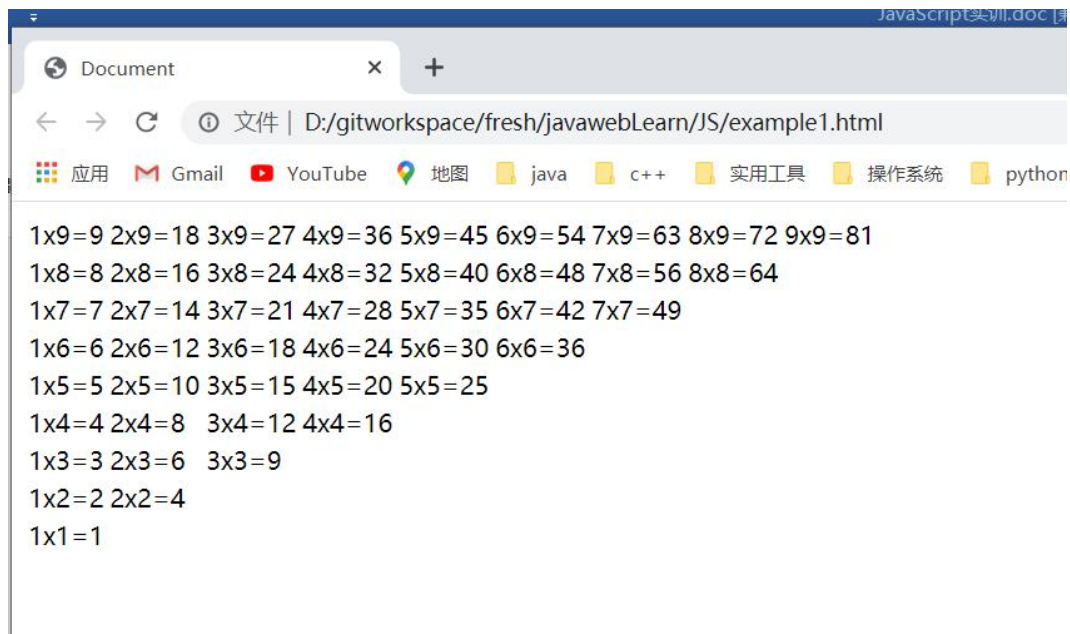 JavaScript实训.doc [
Document
文件 | D:/gitworkspace/fresh/javawebLearn/JS/example1.html
应用 Gmail YouTube 地图 java c++ 实用工具 操作系统 python
1x9=9 2x9=18 3x9=27 4x9=36 5x9=45 6x9=54 7x9=63 8x9=72 9x9=81
1x8=8 2x8=16 3x8=24 4x8=32 5x8=40 6x8=48 7x8=56 8x8=64
1x7=7 2x7=14 3x7=21 4x7=28 5x7=35 6x7=42 7x7=49
1x6=6 2x6=12 3x6=18 4x6=24 5x6=30 6x6=36
1x5=5 2x5=10 3x5=15 4x5=20 5x5=25
1x4=4 2x4=8 3x4=12 4x4=16
1x3=3 2x3=6 3x3=9
1x2=2 2x2=4
1x1=1